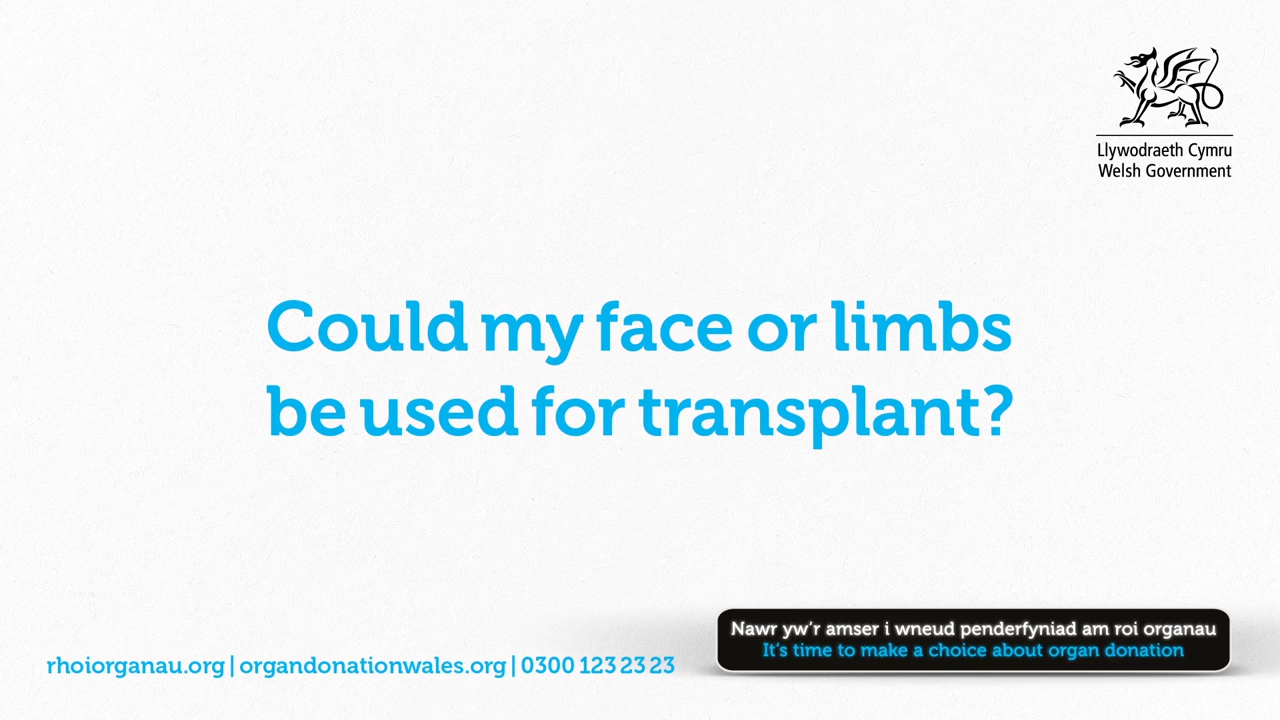 Llywodraeth Cymru
Welsh Government
Could my face or limbs
be used for transplant?
Nawr yw'r amser i wneud penderfyniad am roi organau
It's time to make a choice about organ donation
rhoiorganau.org | organdonationwales.org | 0300 123 23 23